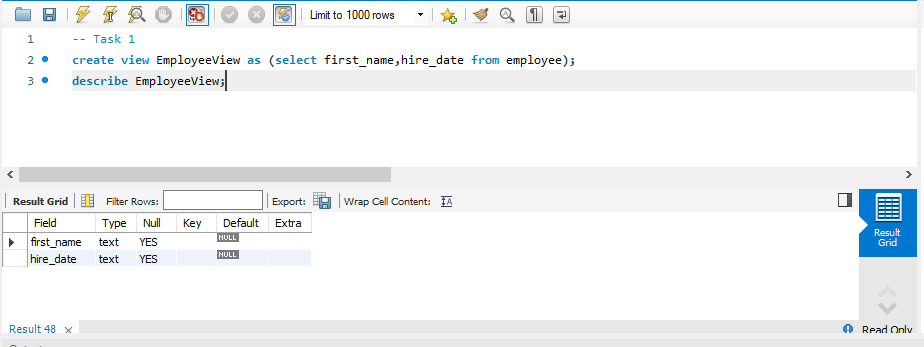 Limit to 1000 rows
1 -- Task 1
2 create view EmployeeView as (select first_name,hire_date from employee);
3 describe EmployeeView;
Result Grid Filter Rows: Export: Wrap Cell Content:
Field Type Null Key Default Extra
first_name text YES NULL
hire_date text YES NULL
Result
Grid
Result 48 Read Only